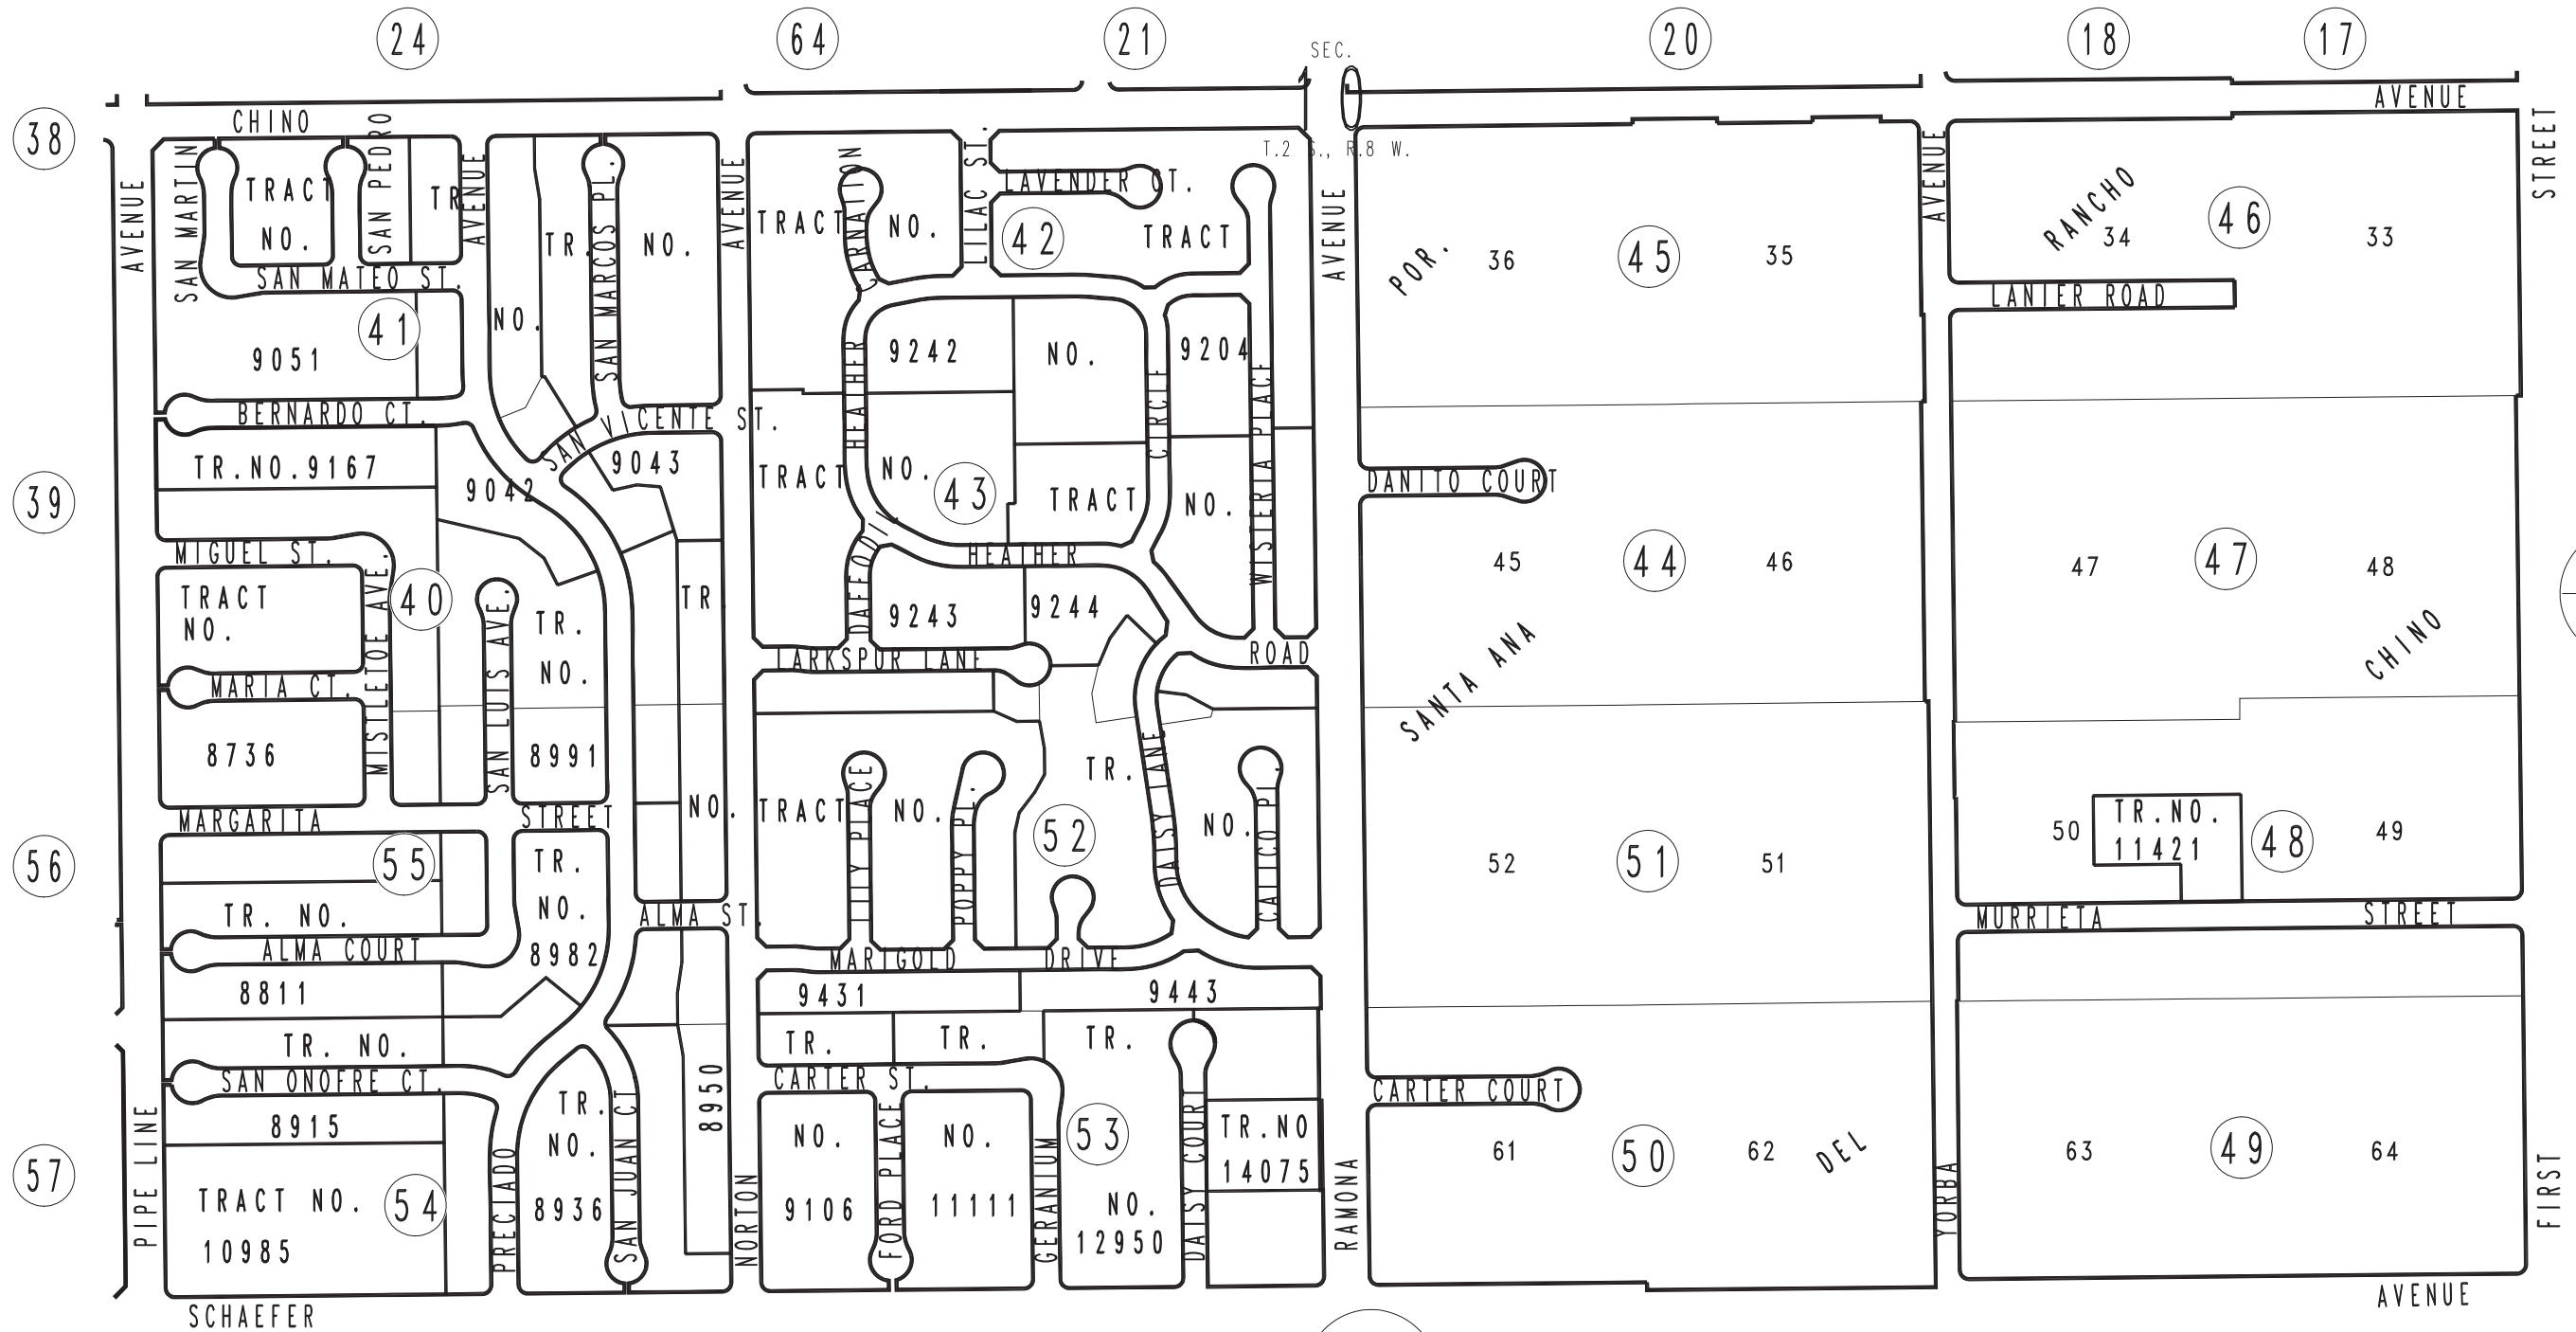 24
64
21
SEC.
20
18
17
38
CHINO
AVENUE
T.2 S., R.8 W.
AVENUE
SAN MARTIN
TRACT
NO.
SAN PEDRO
TR.
AVENUE
SAN MATEO ST.
41
9051
BERNARDO CT.
TR.
NO.
SAN MARCOS PL.
NO.
AVENUE
SAN VICENTE ST.
9043
TRACT
CARNATION
NO.
LILAC ST.
LAVENDER CT.
42
TRACT
AVENUE
HEATHER
9242
NO.
CIRCLE
9204
WISTERIA PLACE
POR.
36
45
35
AVENUE
RANCHO
34
46
33
STREET
LANIER ROAD
39
TR.NO.9167
9042
MIGUEL ST.
TRACT
NO.
MISTLETOE AVE.
40
SAN LUIS AVE.
TR.
NO.
TR.
MARIA CT.
8736
8991
NO.
MARGARITA
STREET
TRACT
NO.
43
TRACT
NO.
DAFFODIL
HEATHER
9243
9244
ROAD
LARKSPUR LANE
DANITO COURT
45
44
46
SANTA ANA
47
47
48
CHINO
56
55
TR. NO.
ALMA COURT
8811
TR.
NO.
8982
ALMA ST.
TRACT
LILY PLACE
NO.
POPPY PL.
52
TR.
DAISY LANE
NO.
CALICO PL.
MARIGOLD
DRIVE
52
51
51
50
TR.NO.
11421
48
49
MURRIETA
STREET
57
PIPE LINE
TR. NO.
SAN ONOFRE CT.
8915
TRACT NO.
10985
54
PRECIADO
TR.
NO.
8936
SAN JUAN CT
8950
NORTON
9431
9443
TR.
TR.
TR.
CARTER ST.
NO.
9106
FORD PLACE
NO.
11111
GERANIUM
53
NO.
12950
DAISY COURT
TR.NO
14075
RAMONA
CARTER COURT
61
50
62
DEL
YORBA
63
49
64
FIRST
SCHAEFER
AVENUE